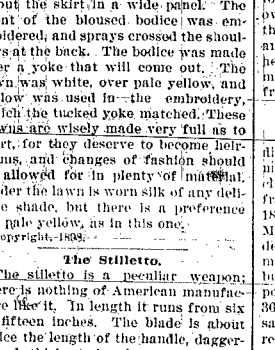 out the skirt in a wide panel. The
nt of the bloused bodice was em-
oidered, and sprays crossed the shoul-
rs at the back. The bodice was made
er a yoke that will come out. The
wn was white, over pale yellow, and
low was used in the embroidery,
ich the tucked yoke matched. These
wns are wisely made very full as to
rt, for they deserve to become heir-
ms, and changes of fashion should
allowed for in plenty of material.
der the lawn is worn silk of any deli-
e shade, but there is a preference
pale yellow, as in this one.
opyright, 1898.
The Stilletto.
The stiletto is a peculiar weapon;
ere is nothing of American manufac-
re like it. In length it runs from six
fifteen inches. The blade is about
ice the length of the handle, dagger-